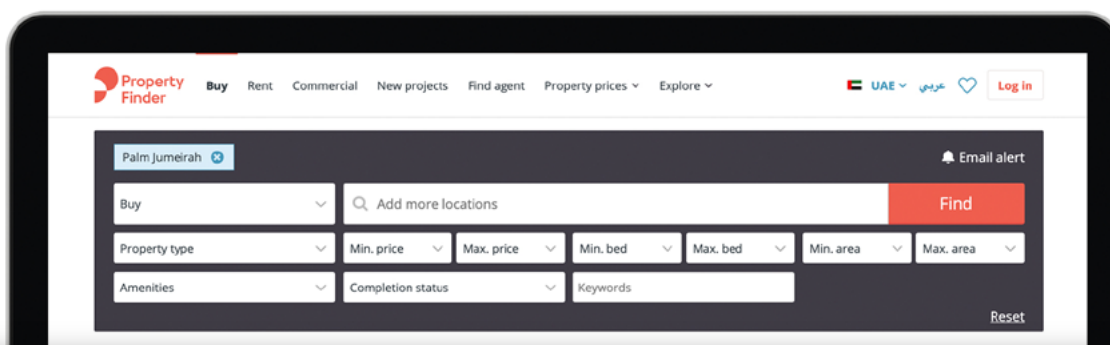 Property Finder
Buy Rent Commercial New projects Find agent Property prices Explore UAE عربي Log in
Palm Jumeirah
Email alert
Buy Add more locations Find
Property type Min. price Max. price Min. bed Max. bed Min. area Max. area
Amenities Completion status Keywords
Reset